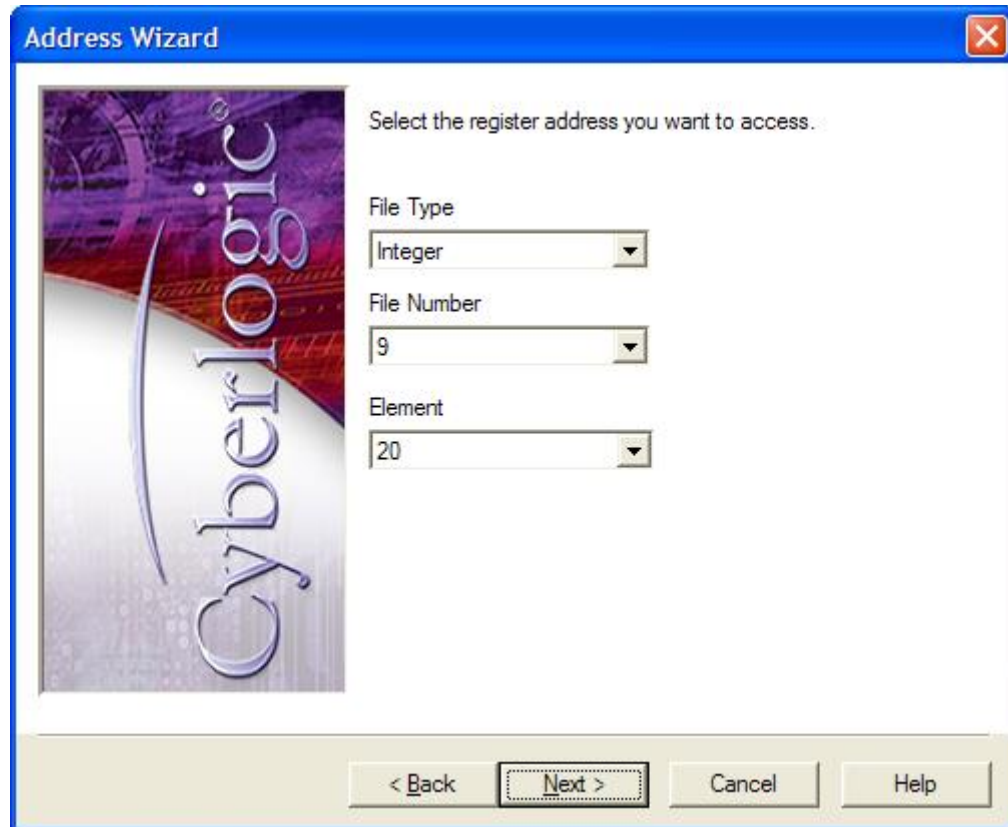 Address Wizard
Cyberlogic®
Select the register address you want to access.
File Type
Integer
File Number
9
Element
20
< Back
Next >
Cancel
Help